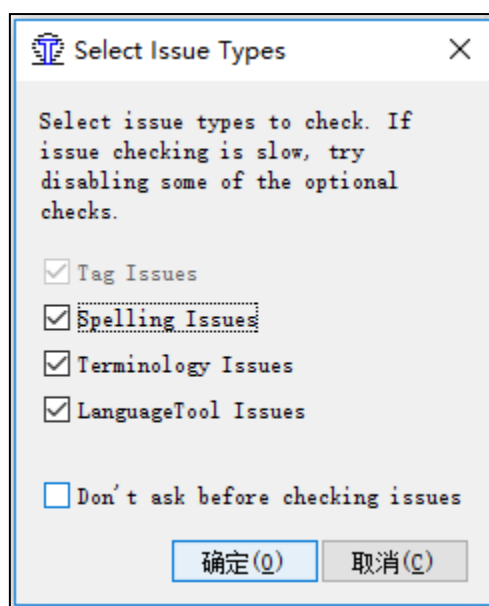 Select Issue Types
Select issue types to check. If
issue checking is slow, try
disabling some of the optional
checks.
Tag Issues
Spelling Issues
Terminology Issues
LanguageTool Issues
Don't ask before checking issues
确定(O) 取消(C)